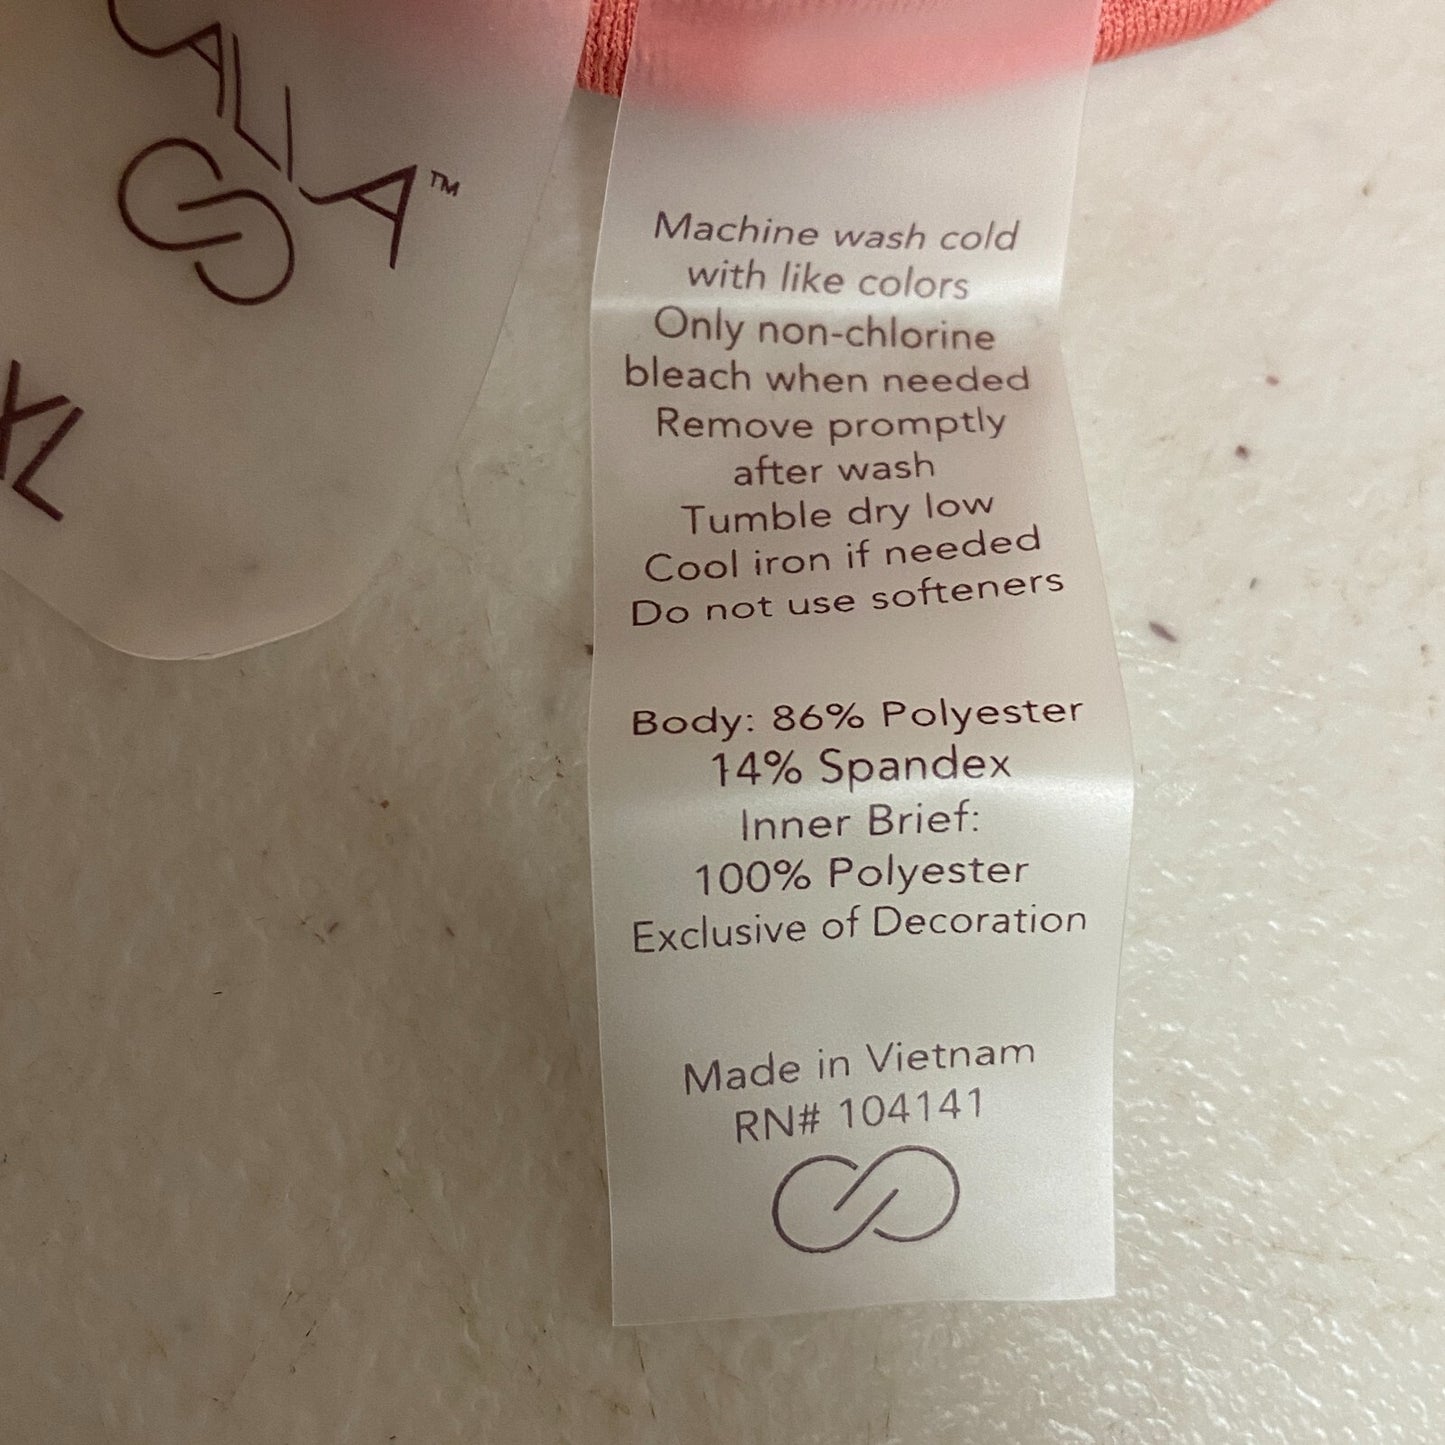 CALIA™
XL
Machine wash cold
with like colors
Only non-chlorine
bleach when needed
Remove promptly
after wash
Tumble dry low
Cool iron if needed
Do not use softeners
Body: 86% Polyester
14% Spandex
Inner Brief:
100% Polyester
Exclusive of Decoration
Made in Vietnam
RN# 104141